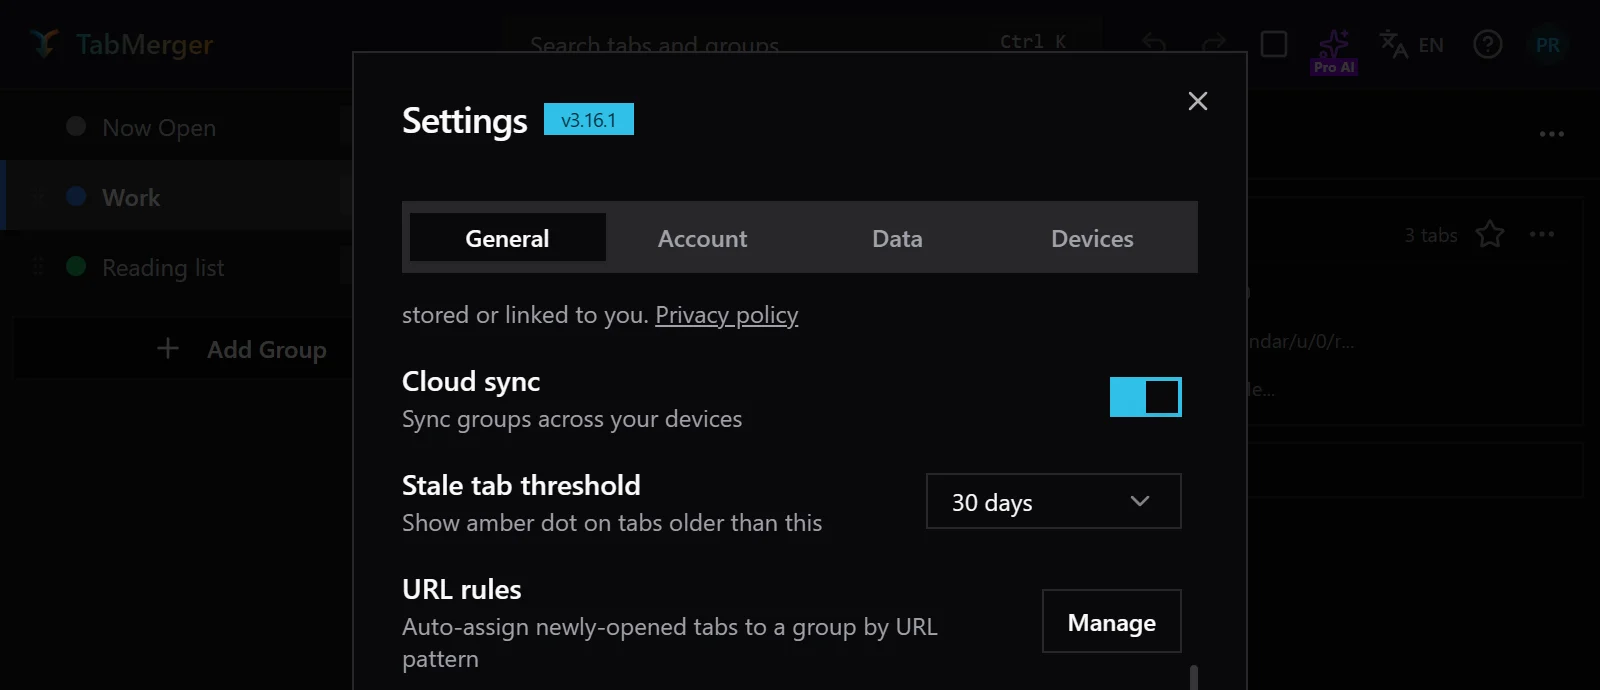 TabMerger
Search tabs and groups
Ctrl K
Pro AI
EN
PR
Now Open
Work
Reading list
Add Group
Settings
v3.16.1
General
Account
Data
Devices
stored or linked to you. Privacy policy
Cloud sync
Sync groups across your devices
Stale tab threshold
Show amber dot on tabs older than this
30 days
URL rules
Auto-assign newly-opened tabs to a group by URL
pattern
Manage
3 tabs
ndar/u/0/r...